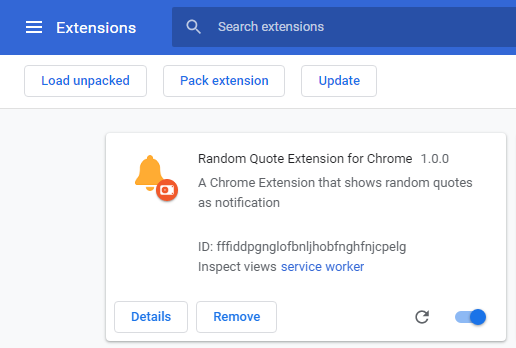 Extensions
Search extensions
Load unpacked
Pack extension
Update
Random Quote Extension for Chrome 1.0.0
A Chrome Extension that shows random quotes
as notification
ID: fffiddpgnglofbnljhobfnghfnjcpelg
Inspect views service worker
Details
Remove